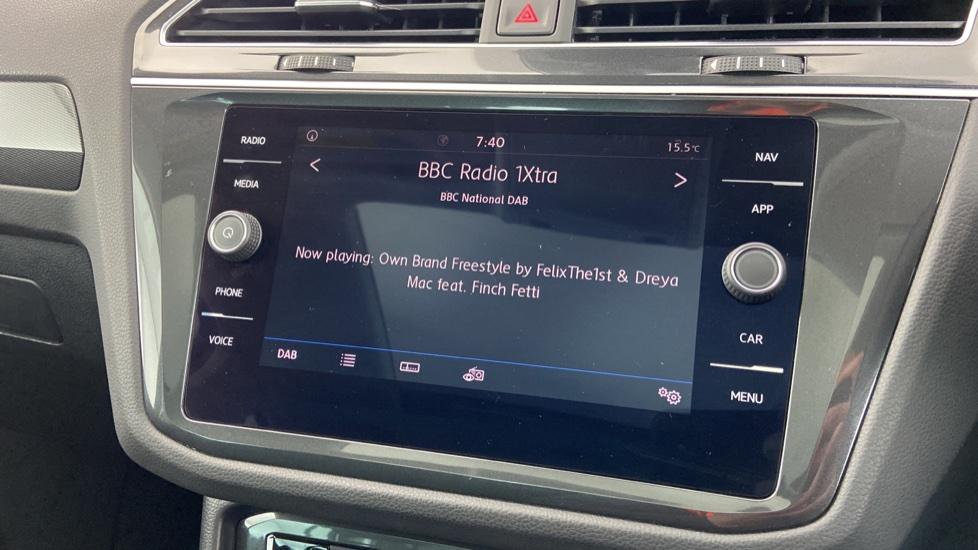 RADIO
MEDIA
PHONE
VOICE
7:40
15.5°C
< BBC Radio 1Xtra >
BBC National DAB
Now playing: Own Brand Freestyle by FelixThe1st & Dreya
Mac feat. Finch Fetti
DAB
NAV
APP
CAR
MENU